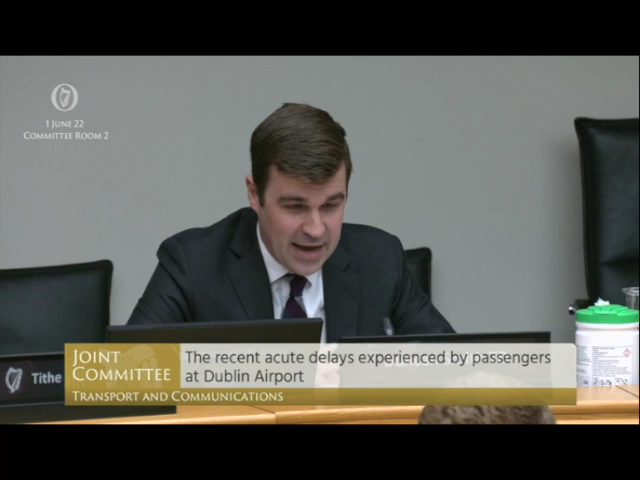 1 JUNE 22
COMMITTEE ROOM 2
Tithe
JOINT
COMMITTEE
The recent acute delays experienced by passengers
at Dublin Airport
TRANSPORT AND COMMUNICATIONS